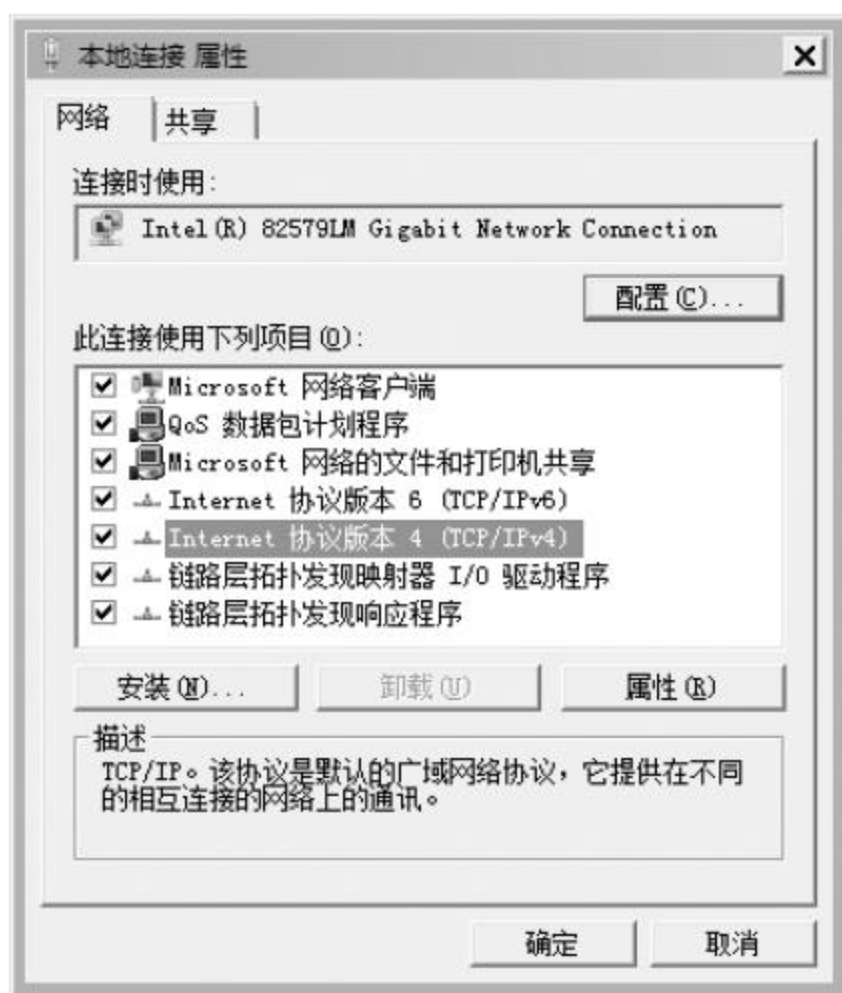 本地连接 属性
网络
共享
连接时使用:
Intel(R) 82579LM Gigabit Network Connection
配置(C)...
此连接使用下列项目(O):
Microsoft 网络客户端
QoS 数据包计划程序
Microsoft 网络的文件和打印机共享
Internet 协议版本 6 (TCP/IPv6)
Internet 协议版本 4 (TCP/IPv4)
链路层拓扑发现映射器 I/O 驱动程序
链路层拓扑发现响应程序
安装(N)...
卸载(U)
属性(R)
描述
TCP/IP。该协议是默认的广域网络协议，它提供在不同
的相互连接的网络上的通讯。
确定
取消